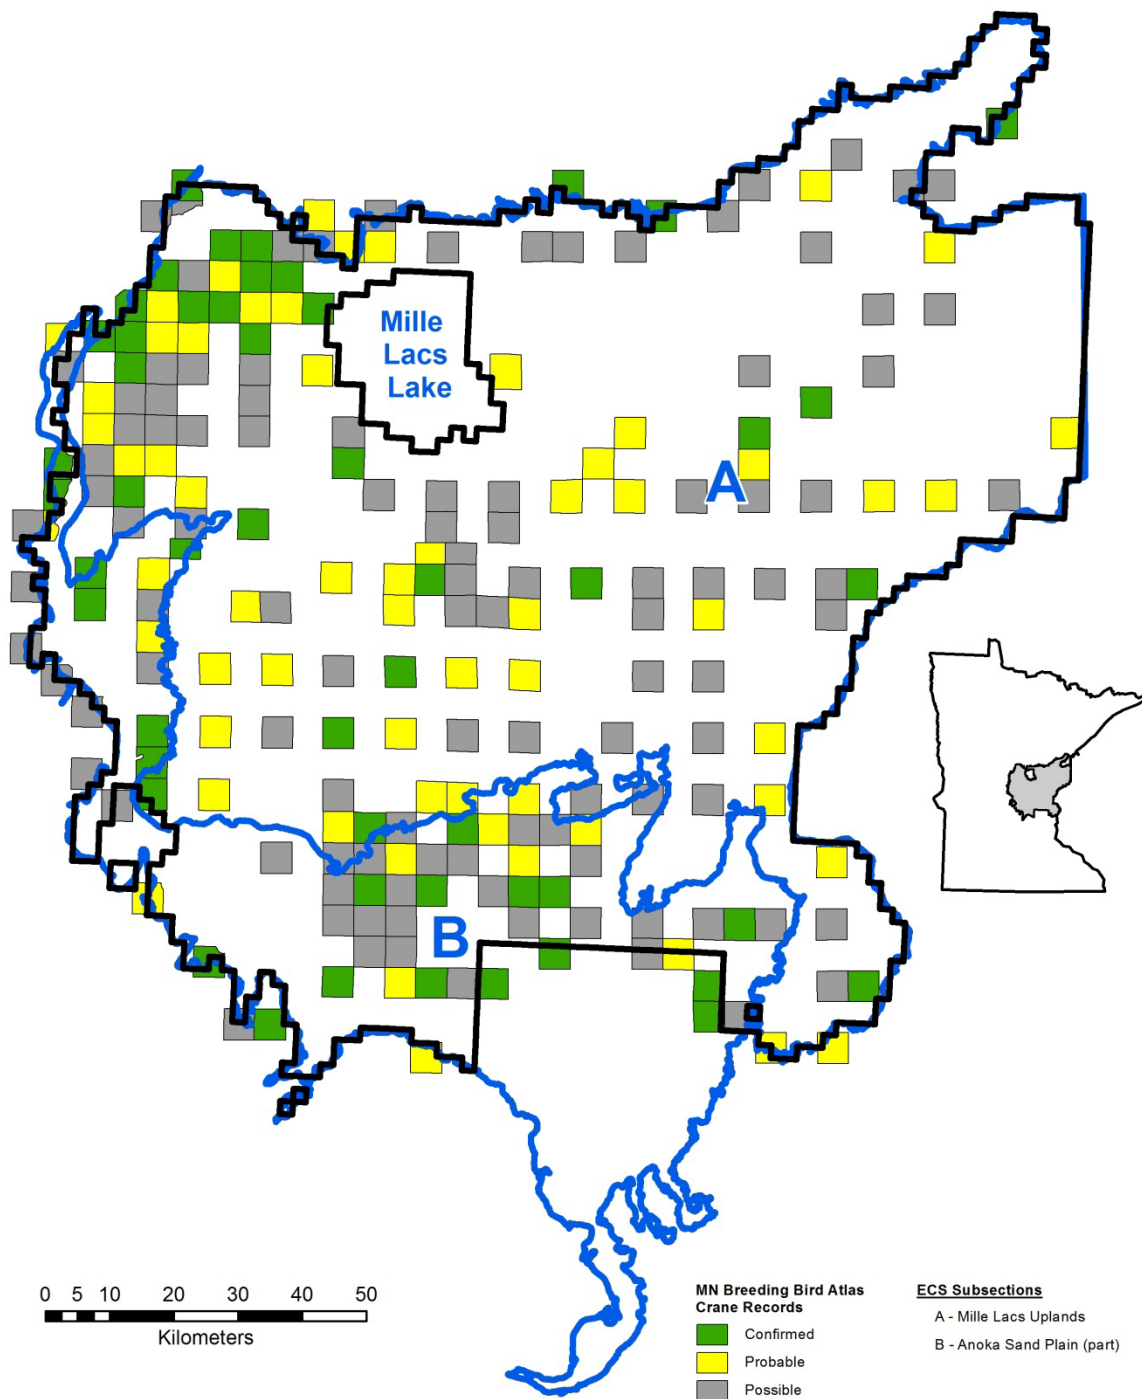 Mille
Lacs
Lake
A
B
0 5 10 20 30 40 50
Kilometers
MN Breeding Bird Atlas
Crane Records
Confirmed
Probable
Possible
ECS Subsections
A - Mille Lacs Uplands
B - Anoka Sand Plain (part)